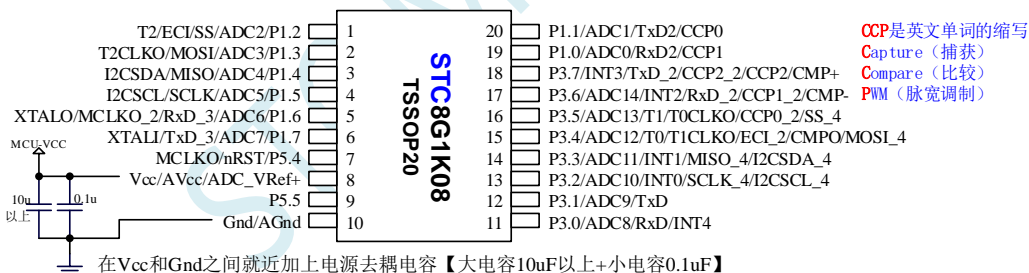 T2/ECI/SS/ADC2/P1.2 1 20 P1.1/ADC1/TxD2/CCP0 CCP是英文单词的缩写
T2CLKO/MOSI/ADC3/P1.3 2 19 P1.0/ADC0/RxD2/CCP1 Capture（捕获）
I2CSDA/MISO/ADC4/P1.4 3 18 P3.7/INT3/TxD_2/CCP2_2/CCP2/CMP+ Compare（比较）
I2CSCL/SCLK/ADC5/P1.5 4 17 P3.6/ADC14/INT2/RxD_2/CCP1_2/CMP- PWM（脉宽调制）
XTALO/MCLKO_2/RxD_3/ADC6/P1.6 5 16 P3.5/ADC13/T1/T0CLKO/CCP0_2/SS_4
XTALI/TxD_3/ADC7/P1.7 6 15 P3.4/ADC12/T0/T1CLKO/ECI_2/CMPO/MOSI_4
MCLKO/nRST/P5.4 7 14 P3.3/ADC11/INT1/MISO_4/I2CSDA_4
Vcc/AVcc/ADC_VRef+ 8 13 P3.2/ADC10/INT0/SCLK_4/I2CSCL_4
P5.5 9 12 P3.1/ADC9/TxD
Gnd/AGnd 10 11 P3.0/ADC8/RxD/INT4
STC8G1K08
TSSOP20
MCU-VCC
10u
以上
0.1u
在Vcc和Gnd之间就近加上电源去耦电容【大电容10uF以上+小电容0.1uF】